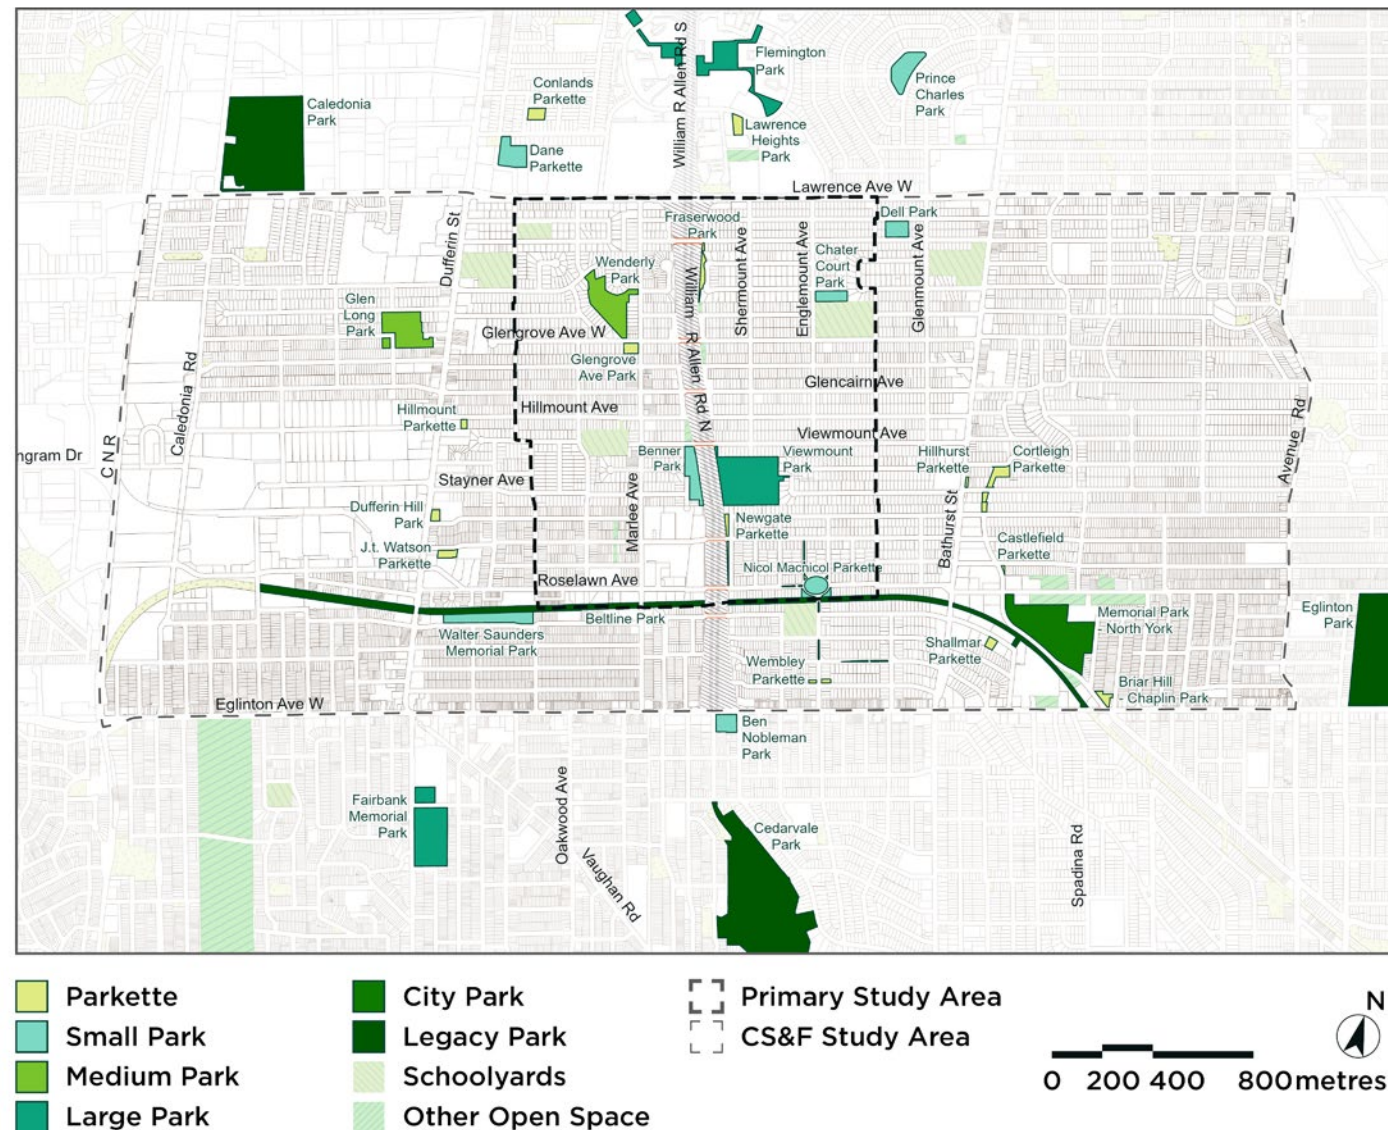 William R Allen Rd S
Flemington
Park
Prince
Charles
Park
Conlands
Parkette
Caledonia
Park
Lawrence
Heights
Park
Dane
Parkette
Lawrence Ave W
Dufferin St
Fraserwood
Park
Dell Park
Shermount Ave
Englemount Ave
Chater
Court
Park
Glenmount Ave
Wenderly
Park
William R Allen Rd N
Glen
Long
Park
Glengrove Ave W
Glengrove
Ave Park
Caledonia Rd
Glencairn Ave
Hillmount Ave
Hillmount
Parkette
Viewmount Ave
Avenue Rd
ngram Dr
C N R
Benner
Park
Viewmount
Park
Hillhurst
Parkette
Cortleigh
Parkette
Stayner Ave
Marlee Ave
Bathurst St
Dufferin Hill
Park
Newgate
Parkette
J.t. Watson
Parkette
Castlefield
Parkette
Nicol Macnicol Parkette
Roselawn Ave
Beltline Park
Memorial Park
- North York
Eglinton
Park
Walter Saunders
Memorial Park
Shallmar
Parkette
Wembley
Parkette
Briar Hill
- Chaplin Park
Eglinton Ave W
Ben
Nobleman
Park
Fairbank
Memorial
Park
Oakwood Ave
Vaughan Rd
Cedarvale
Park
Spadina Rd
Parkette
Small Park
Medium Park
Large Park
City Park
Legacy Park
Schoolyards
Other Open Space
Primary Study Area
CS&F Study Area
N
0 200 400 800 metres